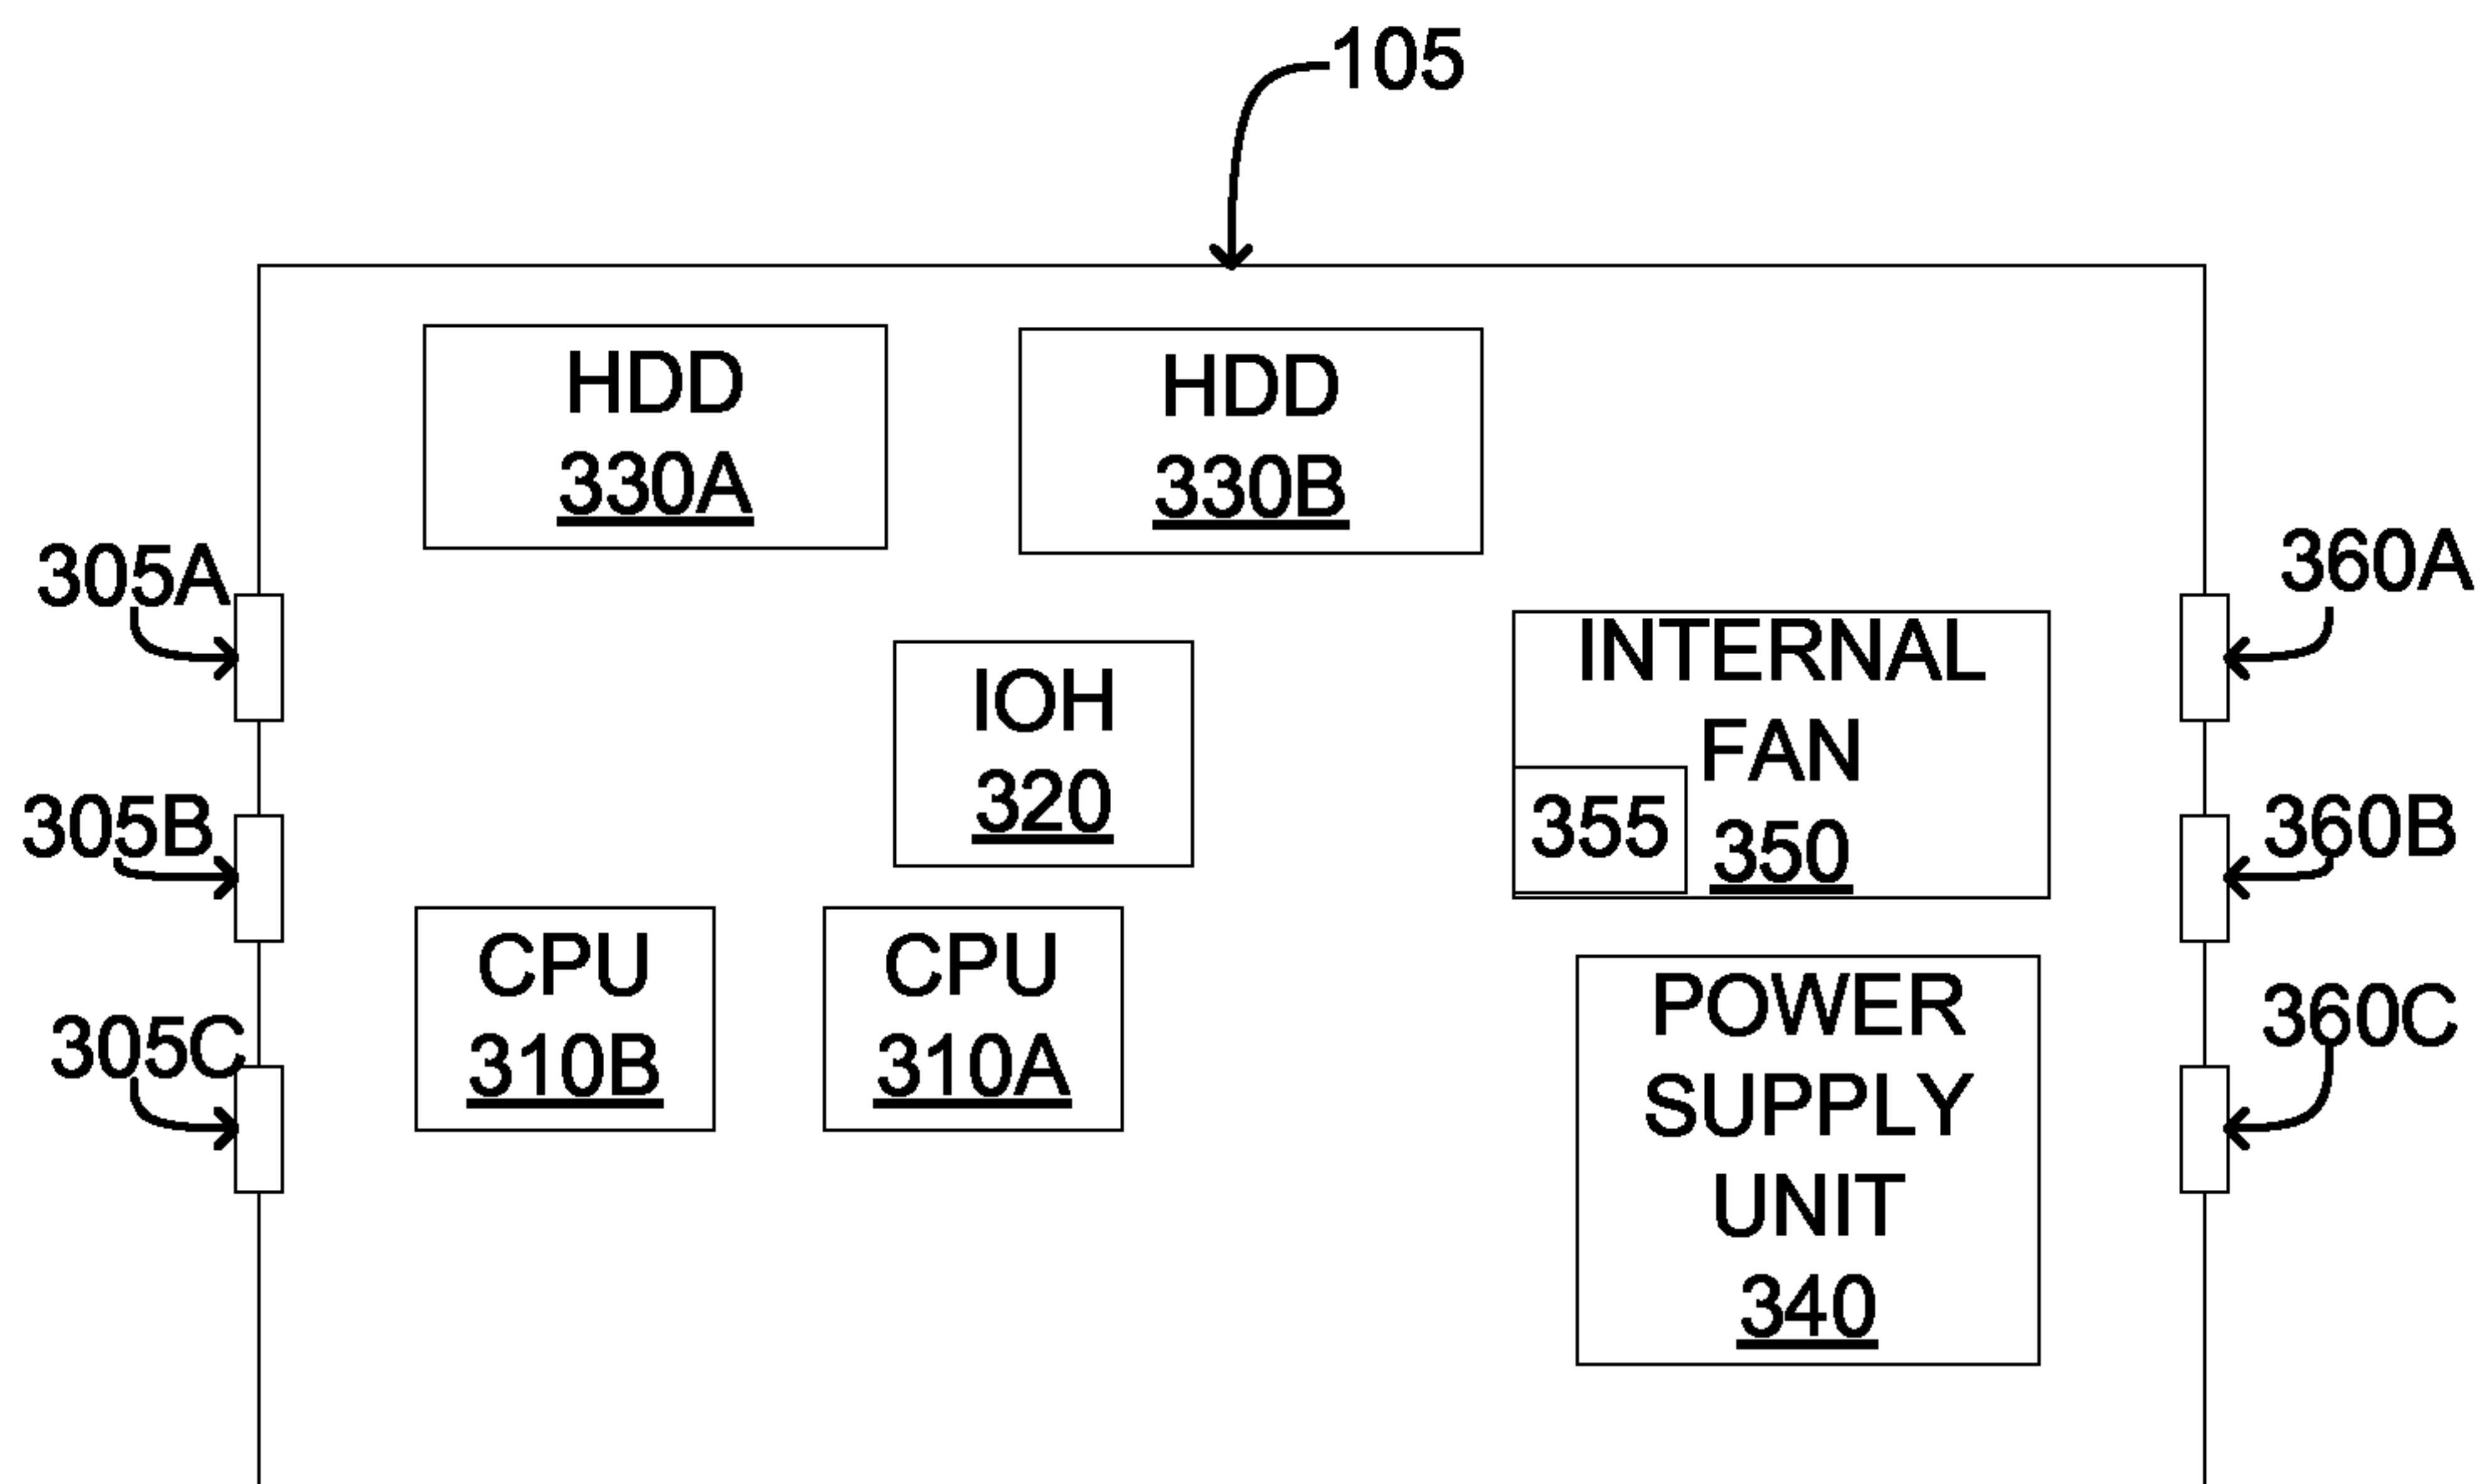 105
HDD
330A
HDD
330B
305A
360A
INTERNAL
FAN
350
355
IOH
320
305B
360B
CPU
310B
CPU
310A
POWER
SUPPLY
UNIT
340
305C
360C